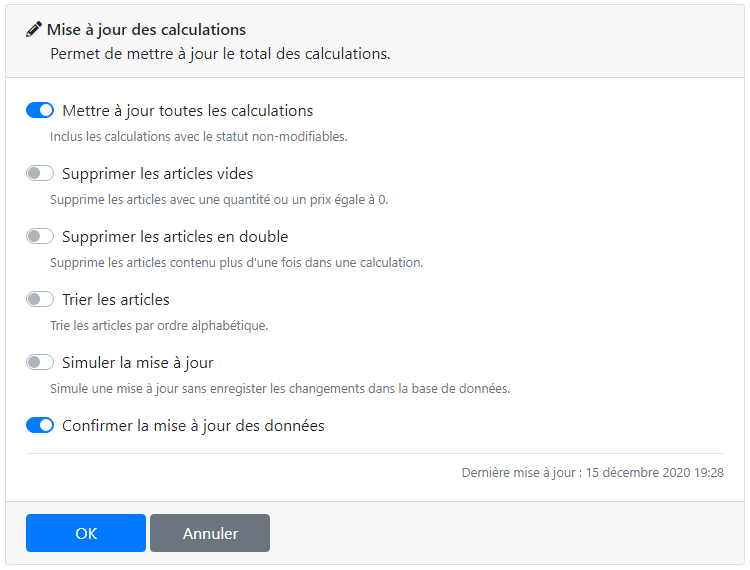 Mise à jour des calculations
Permet de mettre à jour le total des calculations.
Mettre à jour toutes les calculations
Inclus les calculations avec le statut non-modifiables.
Supprimer les articles vides
Supprime les articles avec une quantité ou un prix égale à 0.
Supprimer les articles en double
Supprime les articles contenu plus d'une fois dans une calculation.
Trier les articles
Trie les articles par ordre alphabétique.
Simuler la mise à jour
Simule une mise à jour sans enregister les changements dans la base de données.
Confirmer la mise à jour des données
Dernière mise à jour : 15 décembre 2020 19:28
OK Annuler